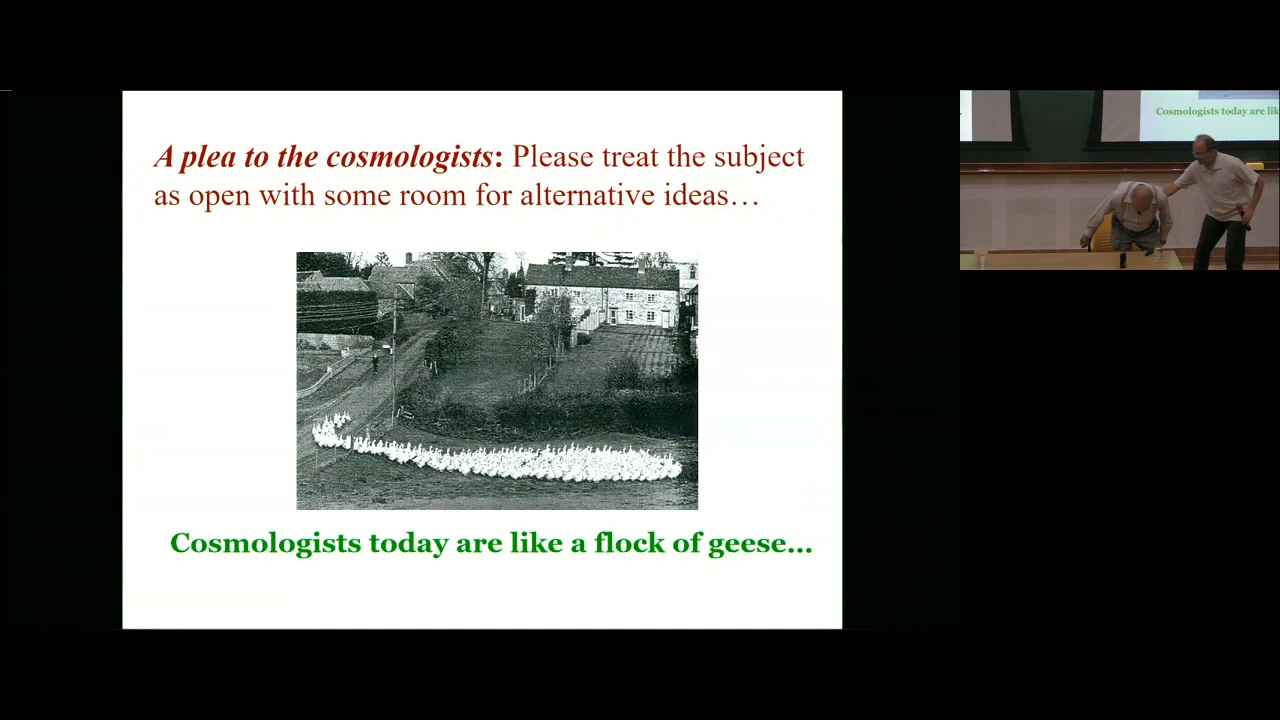 A plea to the cosmologists: Please treat the subject
as open with some room for alternative ideas…
Cosmologists today are like a flock of geese…
Cosmologists today are lik